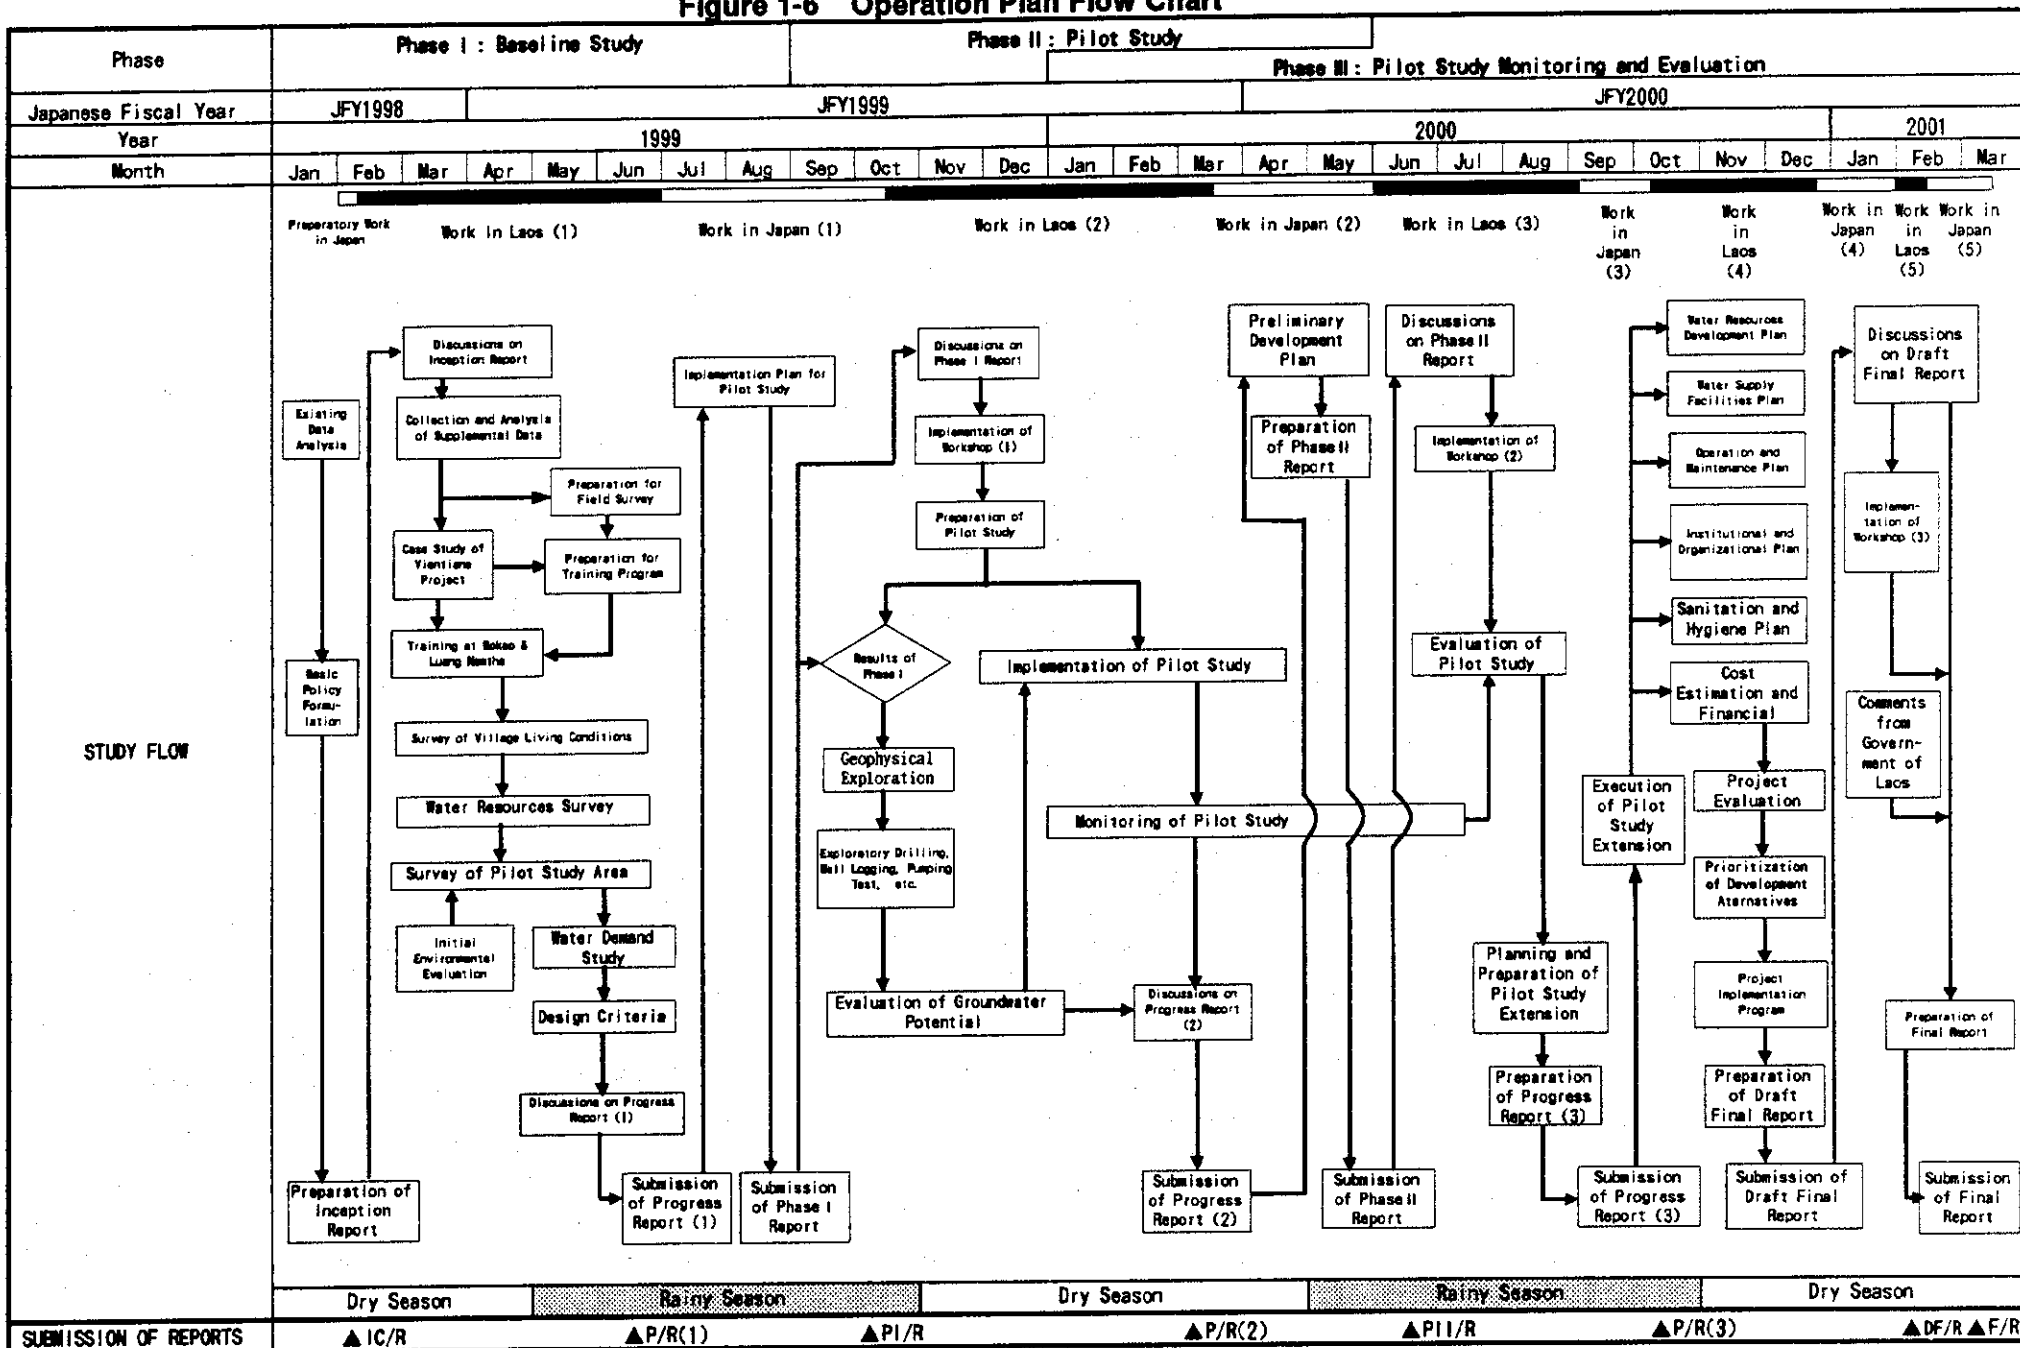 Figure 1-6 Operation Plan Flow Chart
Phase
Phase I : Baseline Study
Phase II : Pilot Study
Phase III : Pilot Study Monitoring and Evaluation
Japanese Fiscal Year
JFY1998
JFY1999
JFY2000
Year
1999
2000
2001
Month
Jan Feb Mar Apr May Jun Jul Aug Sep Oct Nov Dec Jan Feb Mar Apr May Jun Jul Aug Sep Oct Nov Dec Jan Feb Mar
Preparatory Work
in Japan
Work in Laos (1)
Work in Japan (1)
Work in Laos (2)
Work in Japan (2)
Work in Laos (3)
Work
in
Japan
(3)
Work
in
Laos
(4)
Work in
Japan
(4)
Work
in
Laos
(5)
Work in
Japan
(5)
STUDY FLOW
Existing
Data
Analysis
Basic
Policy
Formu-
lation
Preparation of
Inception
Report
Discussions on
Inception Report
Collection and Analysis
of Supplemental Data
Preparation for
Field Survey
Case Study of
Vientiane
Project
Preparation for
Training Program
Training at Bokeo &
Luang Namtha
Survey of Village Living Conditions
Water Resources Survey
Survey of Pilot Study Area
Initial
Environmental
Evaluation
Water Demand
Study
Design Criteria
Discussions on Progress
Report (1)
Submission
of Progress
Report (1)
Implementation Plan for
Pilot Study
Submission
of Phase I
Report
Discussions on
Phase I Report
Implementation of
Workshop (1)
Preparation of
Pilot Study
Results of
Phase I
Geophysical
Exploration
Exploratory Drilling,
Well Logging, Pumping
Test, etc.
Evaluation of Groundwater
Potential
Implementation of Pilot Study
Monitoring of Pilot Study
Discussions on
Progress Report
(2)
Submission
of Progress
Report (2)
Preliminary
Development
Plan
Preparation
of Phase II
Report
Submission
of Phase II
Report
Discussions
on Phase II
Report
Implementation of
Workshop (2)
Evaluation of
Pilot Study
Planning and
Preparation of
Pilot Study
Extension
Preparation
of Progress
Report (3)
Submission
of Progress
Report (3)
Execution
of Pilot
Study
Extension
Water Resources
Development Plan
Water Supply
Facilities Plan
Operation and
Maintenance Plan
Institutional and
Organizational Plan
Sanitation and
Hygiene Plan
Cost
Estimation and
Financial
Project
Evaluation
Prioritization
of Development
Aternatives
Project
Implementation
Program
Preparation
of Draft
Final Report
Submission of
Draft Final
Report
Discussions
on Draft
Final Report
Implemen-
tation of
Workshop (3)
Comments
from
Govern-
ment of
Laos
Preparation of
Final Report
Submission
of Final
Report
Dry Season
Rainy Season
Dry Season
Rainy Season
Dry Season
SUBMISSION OF REPORTS
▲IC/R
▲P/R(1)
▲PI/R
▲P/R(2)
▲PII/R
▲P/R(3)
▲DF/R
▲F/R